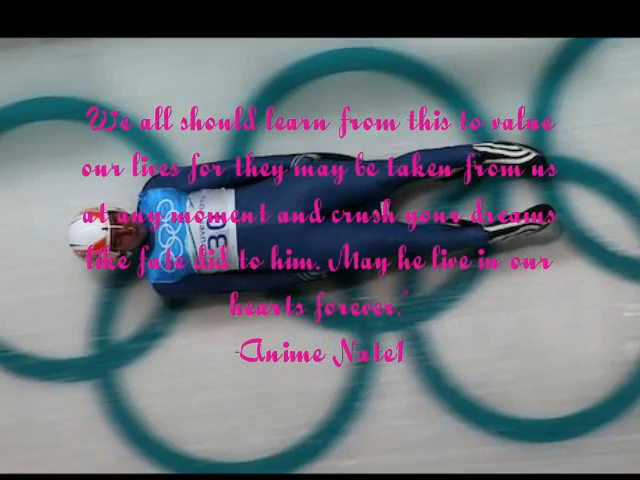 We all should learn from this to value
our lives for they may be taken from us
at any moment and crush your dreams
like fate did to him. May he live in our
hearts forever."
-Anime Nate1